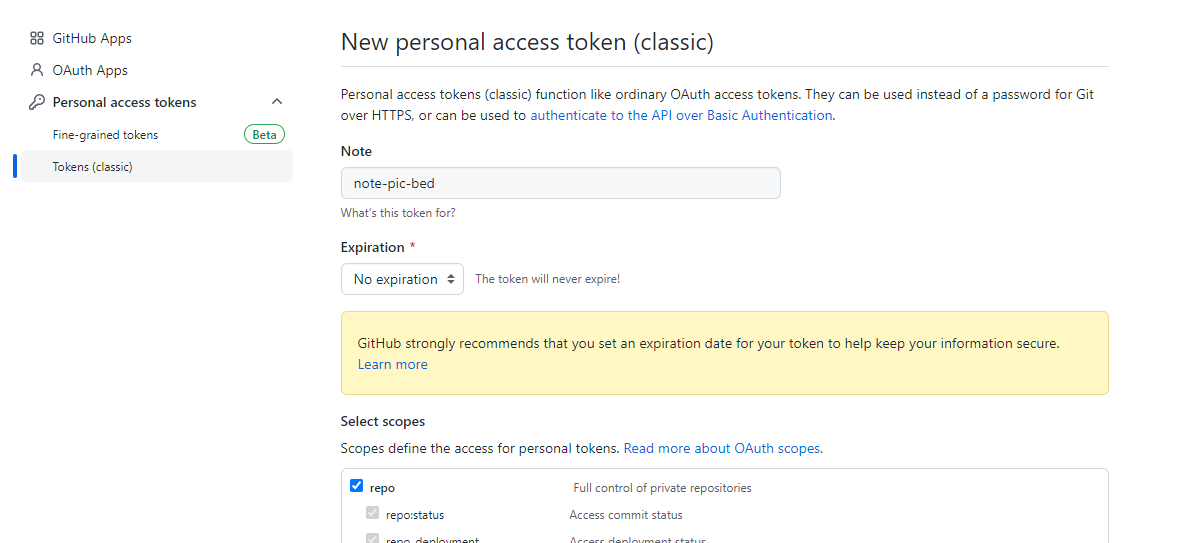 GitHub Apps
OAuth Apps
Personal access tokens
Fine-grained tokens
Beta
Tokens (classic)
New personal access token (classic)
Personal access tokens (classic) function like ordinary OAuth access tokens. They can be used instead of a password for Git
over HTTPS, or can be used to authenticate to the API over Basic Authentication.
Note
note-pic-bed
What's this token for?
Expiration *
No expiration
The token will never expire!
GitHub strongly recommends that you set an expiration date for your token to help keep your information secure.
Learn more
Select scopes
Scopes define the access for personal tokens. Read more about OAuth scopes.
repo Full control of private repositories
repo:status Access commit status
repo_deployment Access deployment status